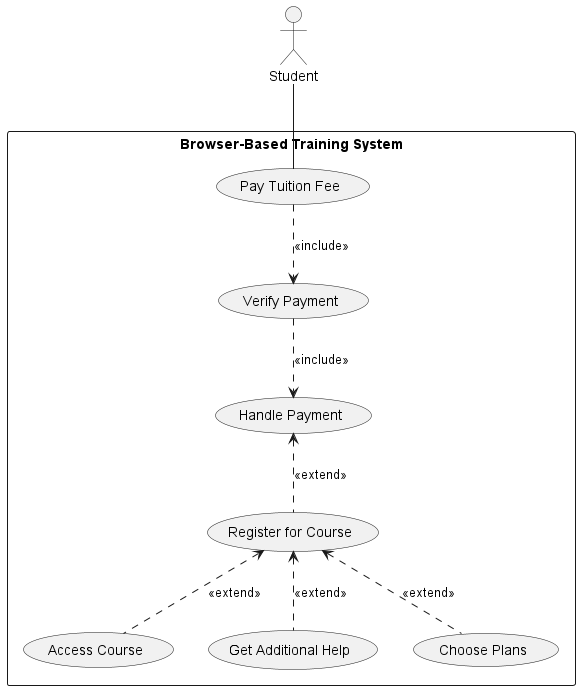 Student
Browser-Based Training System
Pay Tuition Fee
«include»
Verify Payment
«include»
Handle Payment
«extend»
Register for Course
«extend» «extend» «extend»
Access Course Get Additional Help Choose Plans